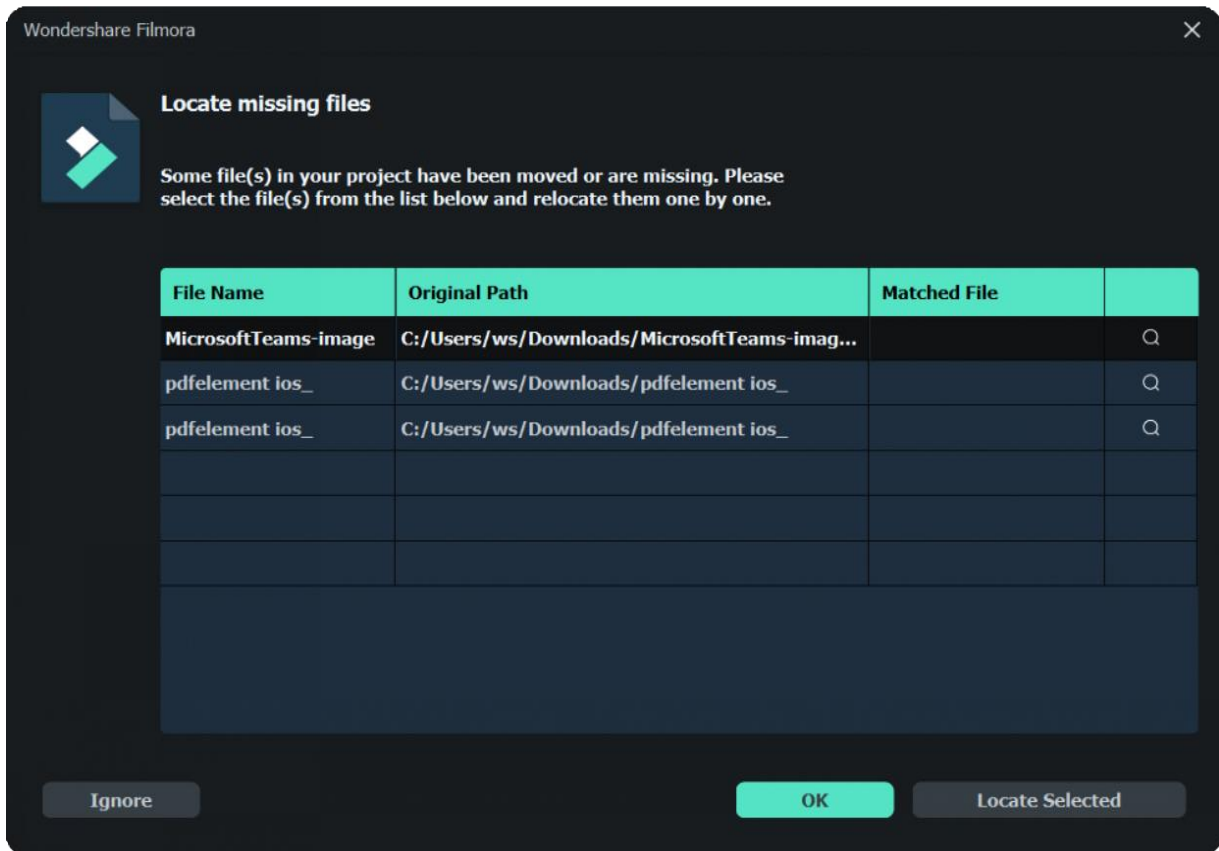 Wondershare Filmora
Locate missing files
Some file(s) in your project have been moved or are missing. Please
select the file(s) from the list below and relocate them one by one.
File Name Original Path Matched File
MicrosoftTeams-image C:/Users/ws/Downloads/MicrosoftTeams-imag...
pdfelement ios_ C:/Users/ws/Downloads/pdfelement ios_
pdfelement ios_ C:/Users/ws/Downloads/pdfelement ios_
Ignore OK Locate Selected